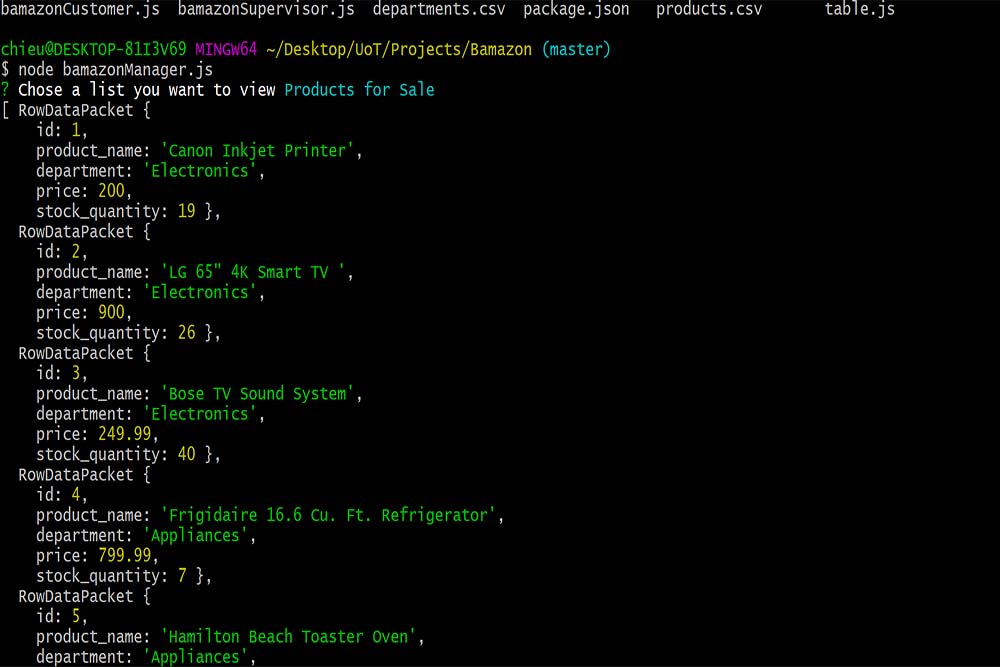 bamazonCustomer.js  bamazonSupervisor.js  departments.csv  package.json   products.csv       table.js
chieu@DESKTOP-81I3V69 MINGW64 ~/Desktop/UoT/Projects/Bamazon (master)
$ node bamazonManager.js
? Chose a list you want to view Products for Sale
[ RowDataPacket {
    id: 1,
    product_name: 'Canon Inkjet Printer',
    department: 'Electronics',
    price: 200,
    stock_quantity: 19 },
  RowDataPacket {
    id: 2,
    product_name: 'LG 65" 4K Smart TV ',
    department: 'Electronics',
    price: 900,
    stock_quantity: 26 },
  RowDataPacket {
    id: 3,
    product_name: 'Bose TV Sound System',
    department: 'Electronics',
    price: 249.99,
    stock_quantity: 40 },
  RowDataPacket {
    id: 4,
    product_name: 'Frigidaire 16.6 Cu. Ft. Refrigerator',
    department: 'Appliances',
    price: 799.99,
    stock_quantity: 7 },
  RowDataPacket {
    id: 5,
    product_name: 'Hamilton Beach Toaster Oven',
    department: 'Appliances',